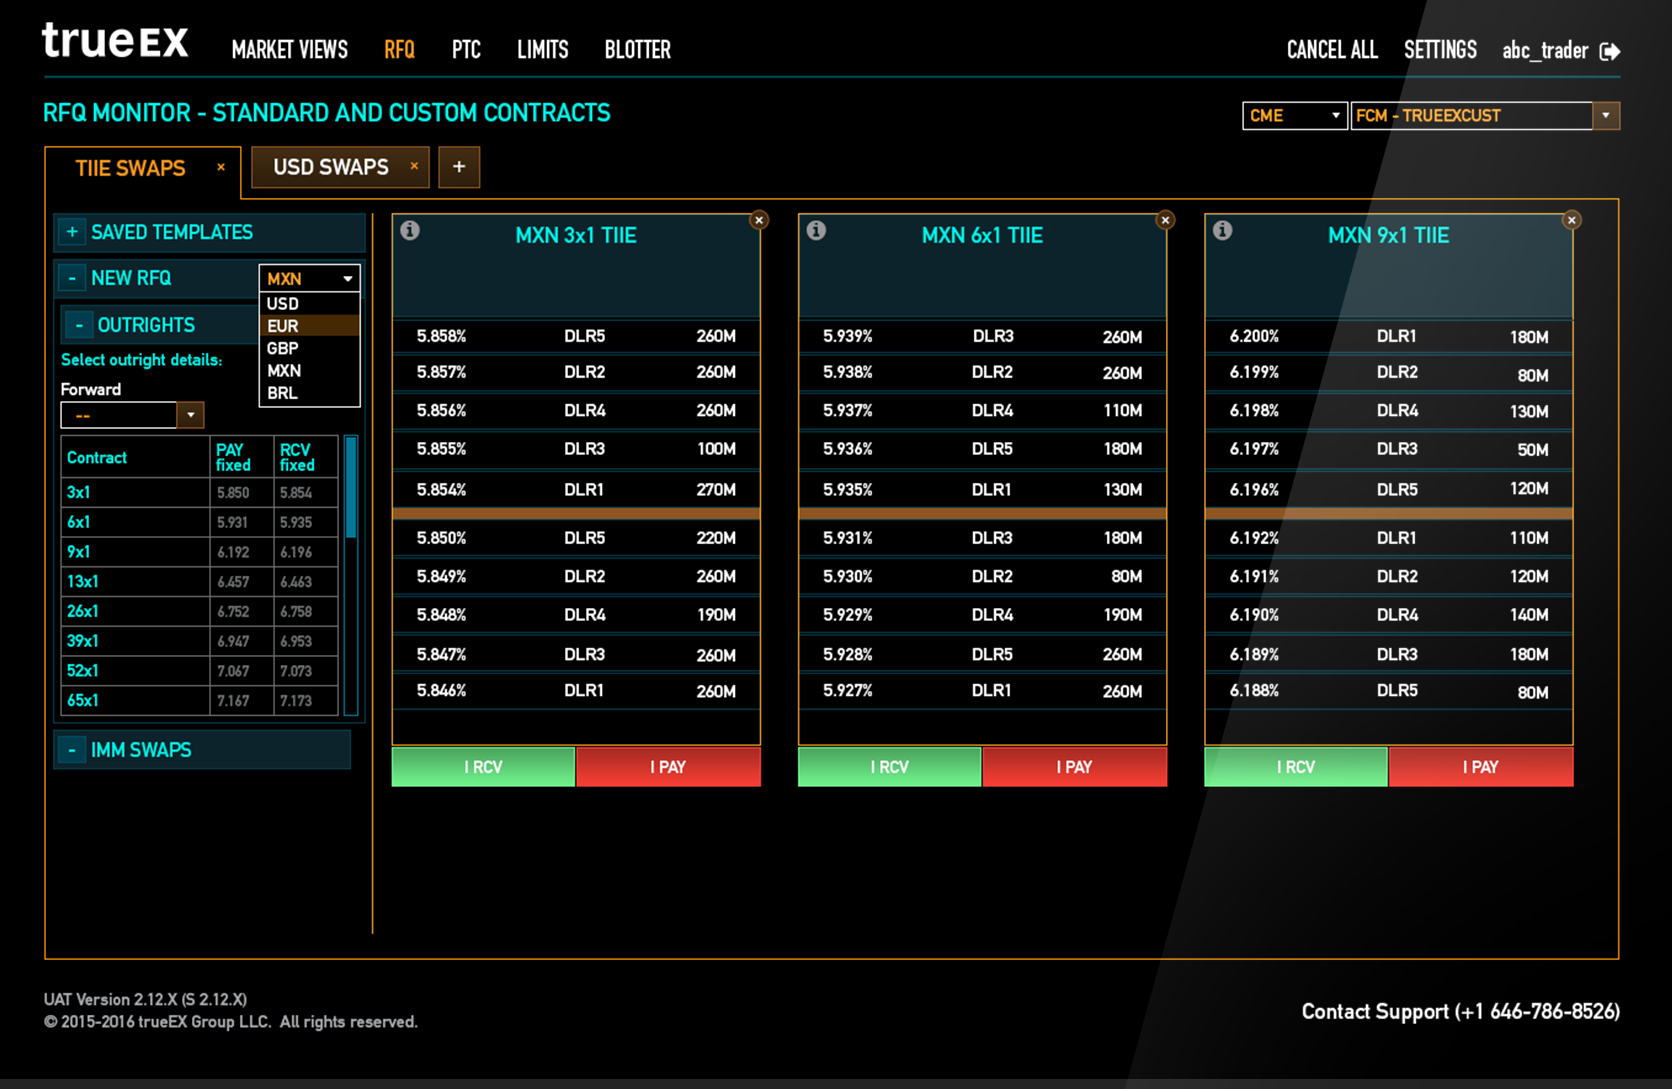 trueEX MARKET VIEWS RFQ PTC LIMITS BLOTTER CANCEL ALL SETTINGS abc_trader
RFQ MONITOR - STANDARD AND CUSTOM CONTRACTS CME FCM - TRUEEXCUST
TIIE SWAPS × USD SWAPS × +
+ SAVED TEMPLATES
- NEW RFQ MXN
USD
EUR
GBP
MXN
BRL
- OUTRIGHTS
Select outright details:
Forward
--
Contract PAY fixed RCV fixed
3x1 5.850 5.854
6x1 5.931 5.935
9x1 6.192 6.196
13x1 6.457 6.463
26x1 6.752 6.758
39x1 6.947 6.953
52x1 7.067 7.073
65x1 7.167 7.173
- IMM SWAPS
i MXN 3x1 TIIE ×
5.858% DLR5 260M
5.857% DLR2 260M
5.856% DLR4 260M
5.855% DLR3 100M
5.854% DLR1 270M
5.850% DLR5 220M
5.849% DLR2 260M
5.848% DLR4 190M
5.847% DLR3 260M
5.846% DLR1 260M
I RCV I PAY
i MXN 6x1 TIIE ×
5.939% DLR3 260M
5.938% DLR2 260M
5.937% DLR4 110M
5.936% DLR5 180M
5.935% DLR1 130M
5.931% DLR3 180M
5.930% DLR2 80M
5.929% DLR4 190M
5.928% DLR5 260M
5.927% DLR1 260M
I RCV I PAY
i MXN 9x1 TIIE ×
6.200% DLR1 180M
6.199% DLR2 80M
6.198% DLR4 130M
6.197% DLR3 50M
6.196% DLR5 120M
6.192% DLR1 110M
6.191% DLR2 120M
6.190% DLR4 140M
6.189% DLR3 180M
6.188% DLR5 80M
I RCV I PAY
UAT Version 2.12.X (S 2.12.X)
© 2015-2016 trueEX Group LLC. All rights reserved.
Contact Support (+1 646-786-8526)